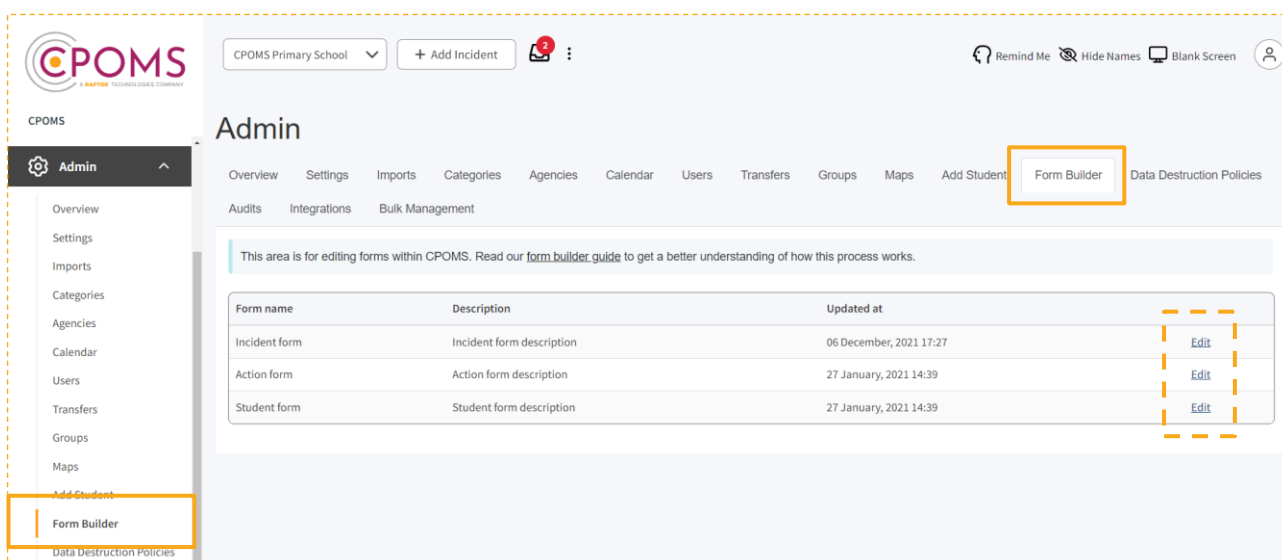 CPOMS
A RAPTOR TECHNOLOGIES COMPANY
CPOMS
Admin
Overview
Settings
Imports
Categories
Agencies
Calendar
Users
Transfers
Groups
Maps
Add Student
Form Builder
Data Destruction Policies
CPOMS Primary School + Add Incident 2 Remind Me Hide Names Blank Screen
Admin
Overview Settings Imports Categories Agencies Calendar Users Transfers Groups Maps Add Student Form Builder Data Destruction Policies
Audits Integrations Bulk Management
This area is for editing forms within CPOMS. Read our form builder guide to get a better understanding of how this process works.
Form name Description Updated at
Incident form Incident form description 06 December, 2021 17:27 Edit
Action form Action form description 27 January, 2021 14:39 Edit
Student form Student form description 27 January, 2021 14:39 Edit